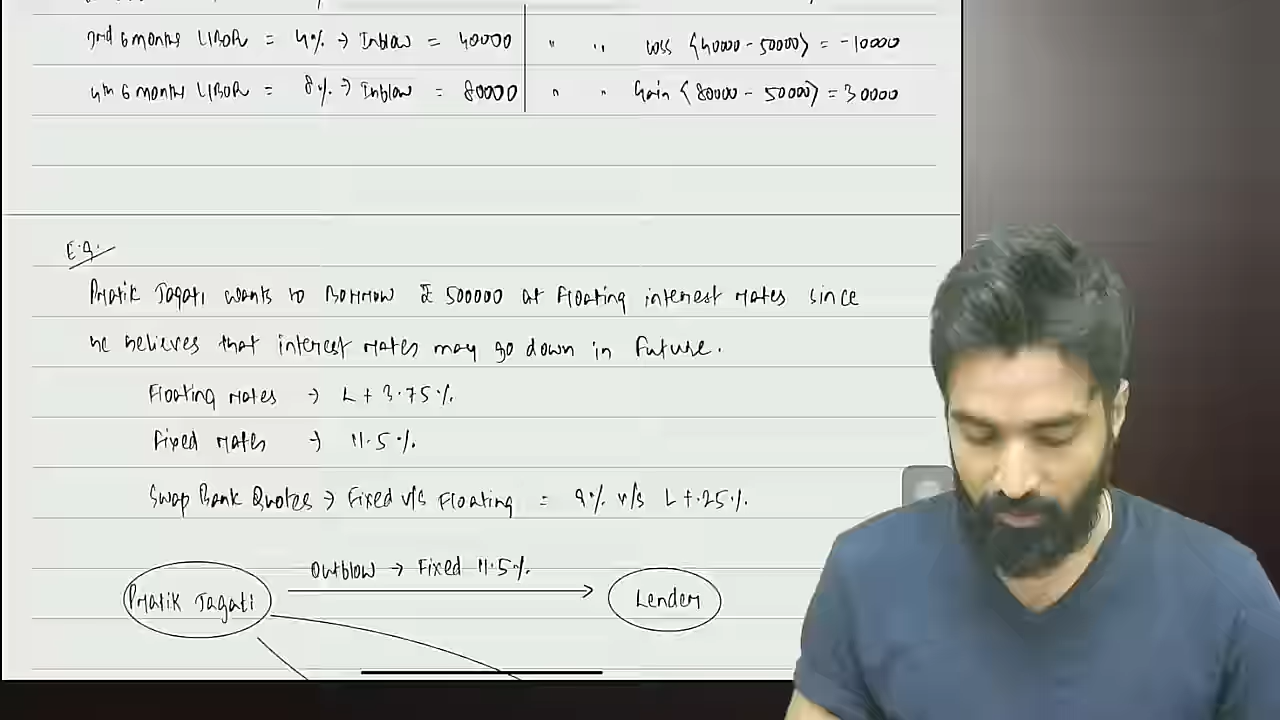 3rd 6 months LIBOR = 4% → Inflow = 40000 " " Loss {40000 - 50000} = -10000
4th 6 months LIBOR = 8% → Inflow = 80000 " " Gain {80000 - 50000} = 30000
E.g.
Pratik Jagati wants to Borrow ₹ 500000 at Floating interest rates since
he believes that interest rates may go down in Future.
Floating rates → L + 3.75%
Fixed rates → 11.5%
Swap Bank Quotes → Fixed v/s Floating = 9% v/s L + .25%
Outflow → Fixed 11.5%
Pratik Jagati Lender